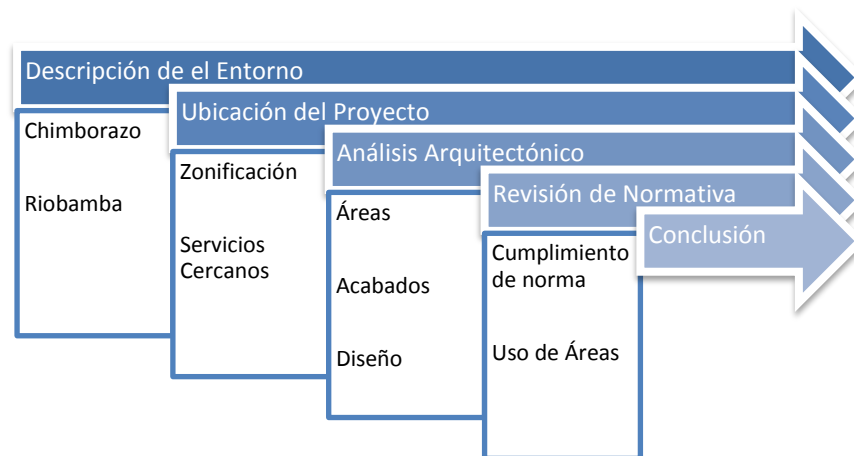 Descripción de el Entorno
Chimborazo
Riobamba
Ubicación del Proyecto
Zonificación
Servicios
Cercanos
Análisis Arquitectónico
Áreas
Acabados
Diseño
Revisión de Normativa
Cumplimiento
de norma
Uso de Áreas
Conclusión